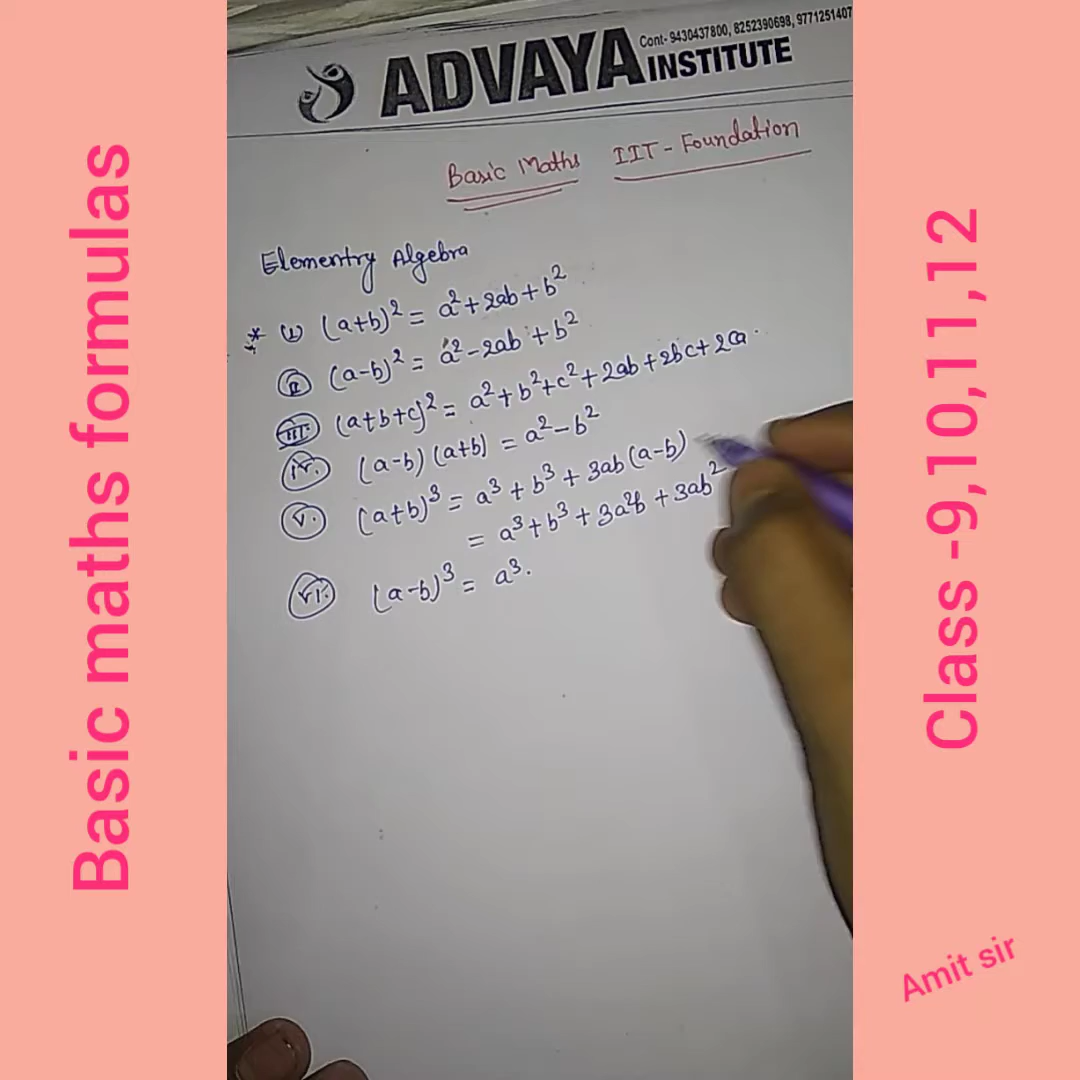 Basic maths formulas
ADVAYA INSTITUTE
Cont- 9430437800, 8252390698, 9771251407
Basic Maths IIT - Foundation
Elementry Algebra
* (i) (a+b)² = a²+2ab+b²
(ii) (a-b)² = a²-2ab+b²
(iii) (a+b+c)² = a²+b²+c²+2ab+2bc+2ca.
(iv) (a-b)(a+b) = a²-b²
(v) (a+b)³ = a³+b³+3ab(a-b)
= a³+b³+3a²b+3ab²
(vi) (a-b)³ = a³.
Class -9,10,11,12
Amit sir